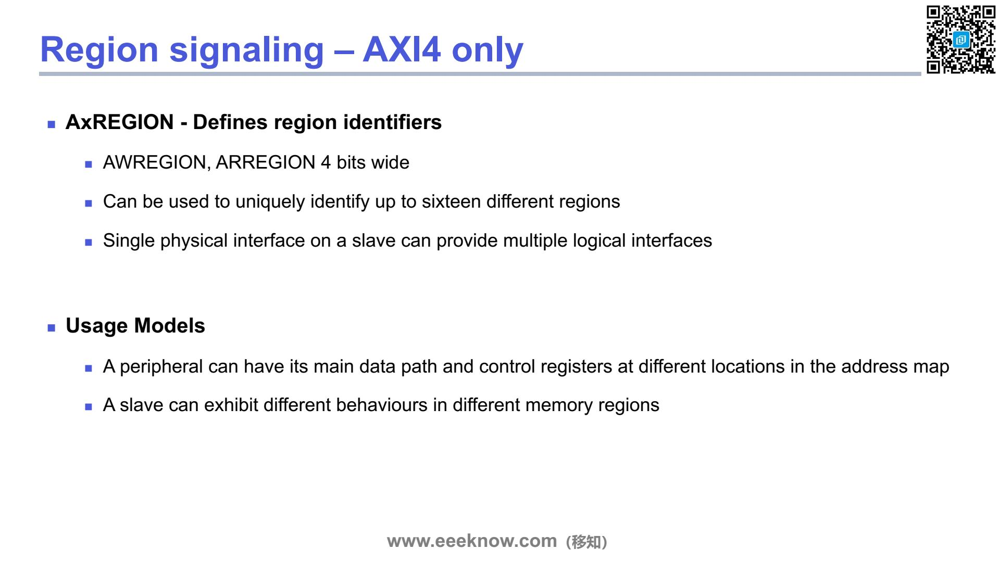 Region signaling – AXI4 only
AxREGION - Defines region identifiers
AWREGION, ARREGION 4 bits wide
Can be used to uniquely identify up to sixteen different regions
Single physical interface on a slave can provide multiple logical interfaces
Usage Models
A peripheral can have its main data path and control registers at different locations in the address map
A slave can exhibit different behaviours in different memory regions
www.eeeknow.com (移知)